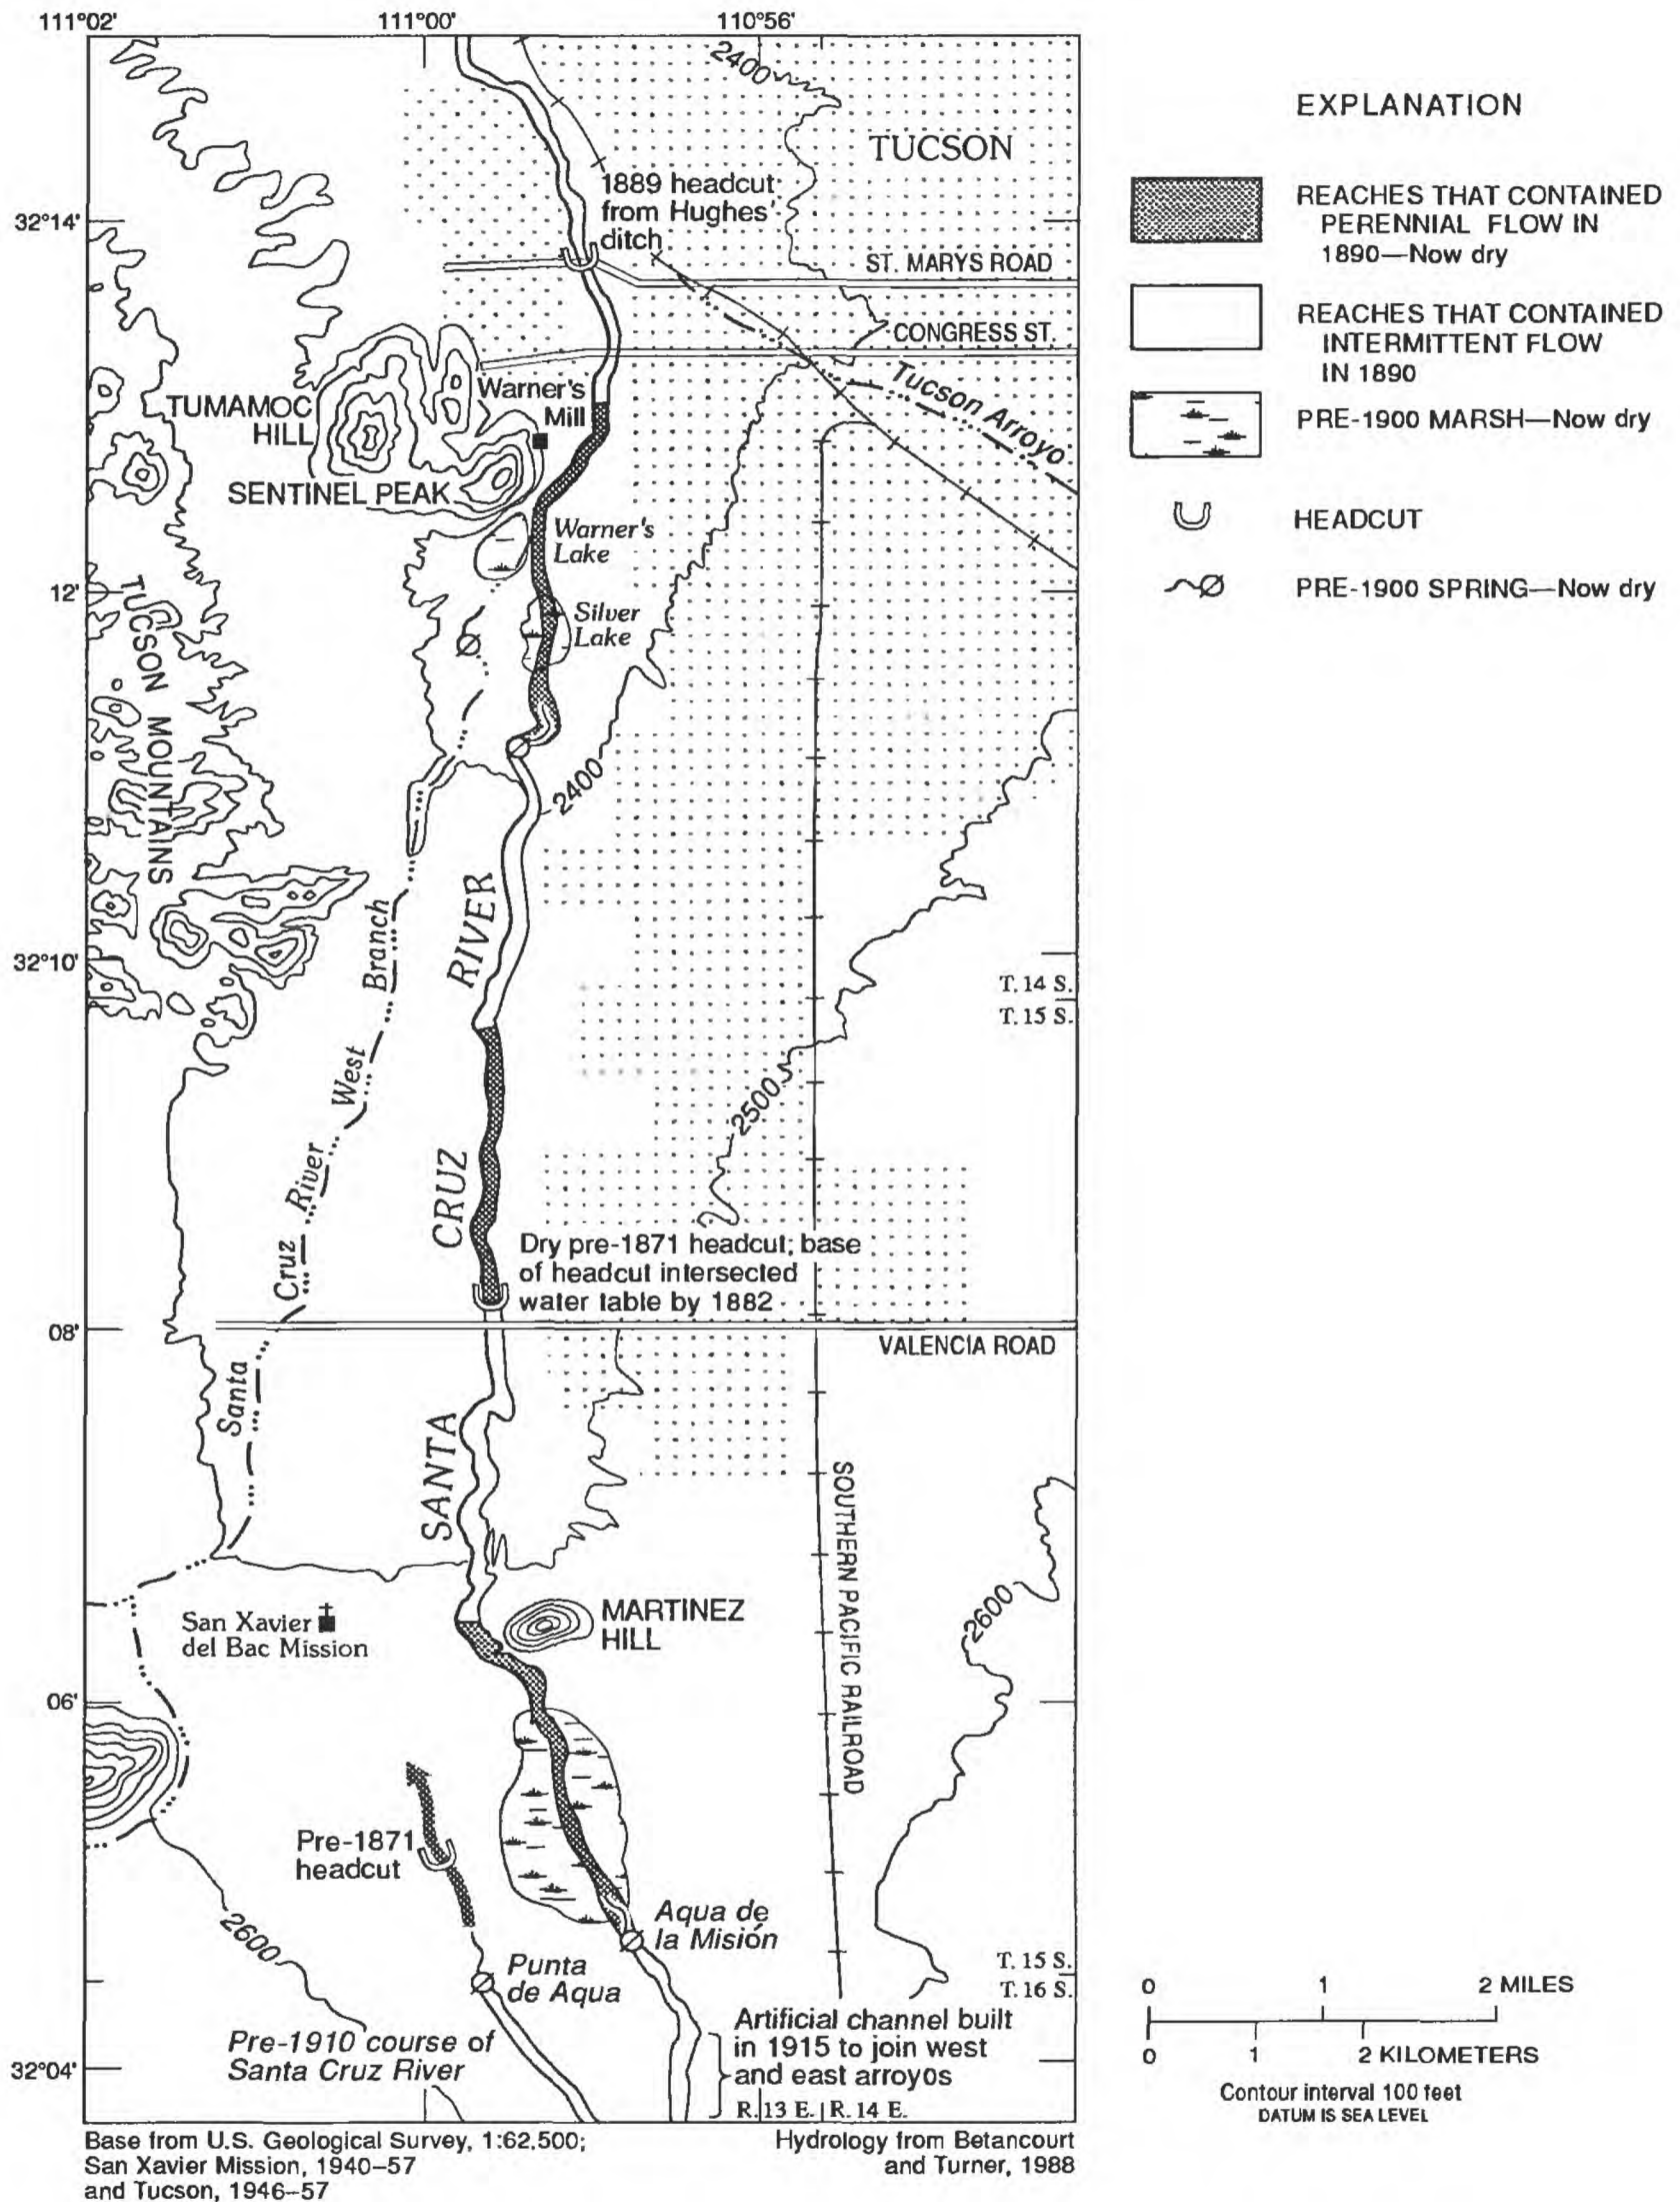 111°02'
111°00'
110°56'
2400
TUCSON
1889 headcut
from Hughes'
ditch
32°14'
ST. MARYS ROAD
CONGRESS ST.
Tucson Arroyo
Warner's
Mill
TUMAMOC
HILL
SENTINEL PEAK
Warner's
Lake
12'
Silver
Lake
TUCSON MOUNTAINS
2400
32°10'
T. 14 S.
T. 15 S.
2500
SANTA CRUZ RIVER
Santa Cruz River West Branch
Dry pre-1871 headcut; base
of headcut intersected
water table by 1882
08'
VALENCIA ROAD
SOUTHERN PACIFIC RAILROAD
San Xavier
del Bac Mission
MARTINEZ
HILL
2600
06'
Pre-1871
headcut
2600
Aqua de
la Misión
Punta
de Aqua
T. 15 S.
T. 16 S.
Pre-1910 course of
Santa Cruz River
Artificial channel built
in 1915 to join west
and east arroyos
32°04'
R. 13 E. R. 14 E.
Base from U.S. Geological Survey, 1:62,500;
San Xavier Mission, 1940–57
and Tucson, 1946–57
Hydrology from Betancourt
and Turner, 1988
EXPLANATION
REACHES THAT CONTAINED
PERENNIAL FLOW IN
1890—Now dry
REACHES THAT CONTAINED
INTERMITTENT FLOW
IN 1890
PRE-1900 MARSH—Now dry
HEADCUT
PRE-1900 SPRING—Now dry
0 1 2 MILES
0 1 2 KILOMETERS
Contour interval 100 feet
DATUM IS SEA LEVEL